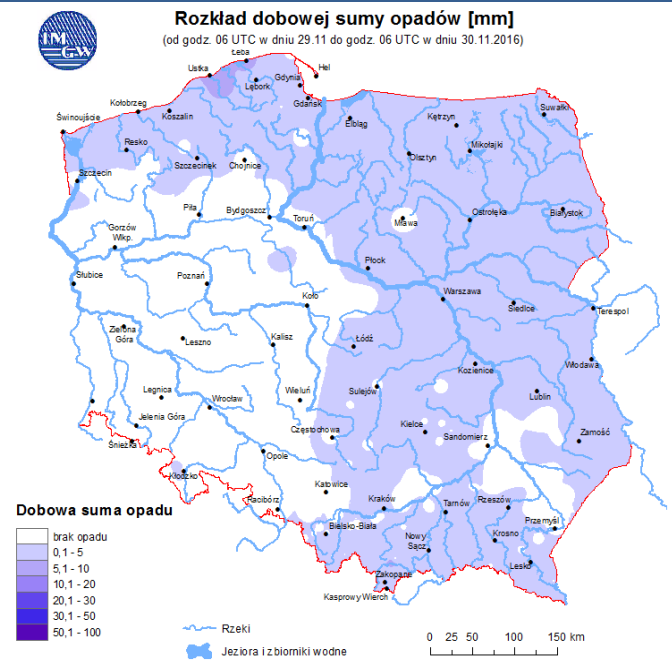 IM
GW
Rozkład dobowej sumy opadów [mm]
(od godz. 06 UTC w dniu 29.11 do godz. 06 UTC w dniu 30.11.2016)
Łeba
Hel
Ustka
Gdynia
Lębork
Kołobrzeg
Gdańsk
Suwałki
Świnoujście
Koszalin
Elbląg
Kętrzyn
Resko
Mikołajki
Szczecinek
Chojnice
Olsztyn
Szczecin
Piła
Bydgoszcz
Toruń
Mława
Ostrołęka
Białystok
Gorzów
Wlkp.
Płock
Słubice
Poznań
Koło
Warszawa
Siedlce
Terespol
Zielona
Góra
Leszno
Kalisz
Łódź
Kozienice
Włodawa
Legnica
Wrocław
Wieluń
Sulejów
Lublin
Jelenia Góra
Częstochowa
Kielce
Sandomierz
Zamość
Śnieżka
Opole
Kłodzko
Katowice
Racibórz
Kraków
Tarnów
Rzeszów
Bielsko-Biała
Przemyśl
Nowy
Sącz
Krosno
Lesko
Zakopane
Kasprowy Wierch
Dobowa suma opadu
brak opadu
0,1 - 5
5,1 - 10
10,1 - 20
20,1 - 30
30,1 - 50
50,1 - 100
Rzeki
Jeziora i zbiorniki wodne
0 25 50 100 150 km